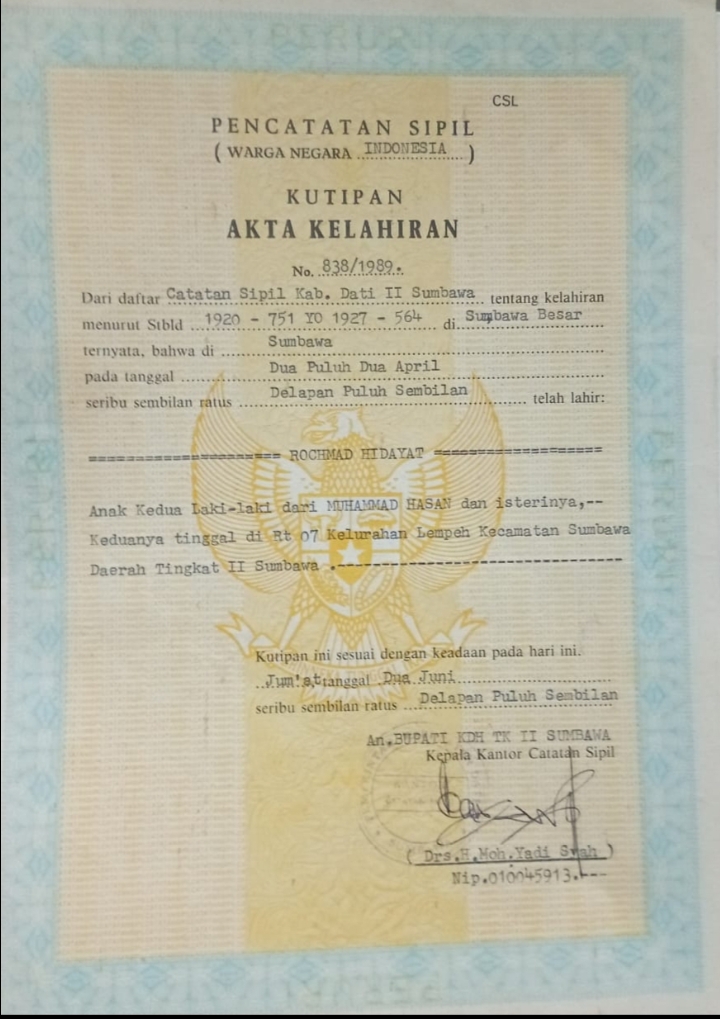 CSL
PENCATATAN SIPIL
( WARGA NEGARA INDONESIA )
KUTIPAN
AKTA KELAHIRAN
No. 838/1989.
Dari daftar Catatan Sipil Kab. Dati II Sumbawa tentang kelahiran
menurut Stbld 1920 - 751 YO 1927 - 564 di Sumbawa Besar
ternyata, bahwa di Sumbawa
pada tanggal Dua Puluh Dua April
seribu sembilan ratus Delapan Puluh Sembilan telah lahir:
===================== ROCHMAD HIDAYAT ===================
Anak Kedua Laki-laki dari MUHAMMAD HASAN dan isterinya,--
Keduanya tinggal di Rt 07 Kelurahan Lempeh Kecamatan Sumbawa
Daerah Tingkat II Sumbawa .-------------------------------
Kutipan ini sesuai dengan keadaan pada hari ini.
Jum'at, tanggal Dua Juni
seribu sembilan ratus Delapan Puluh Sembilan
An.BUPATI KDH TK II SUMBAWA
Kepala Kantor Catatan Sipil
( Drs.H.Moh.Yadi Syah )
Nip.010045913.---